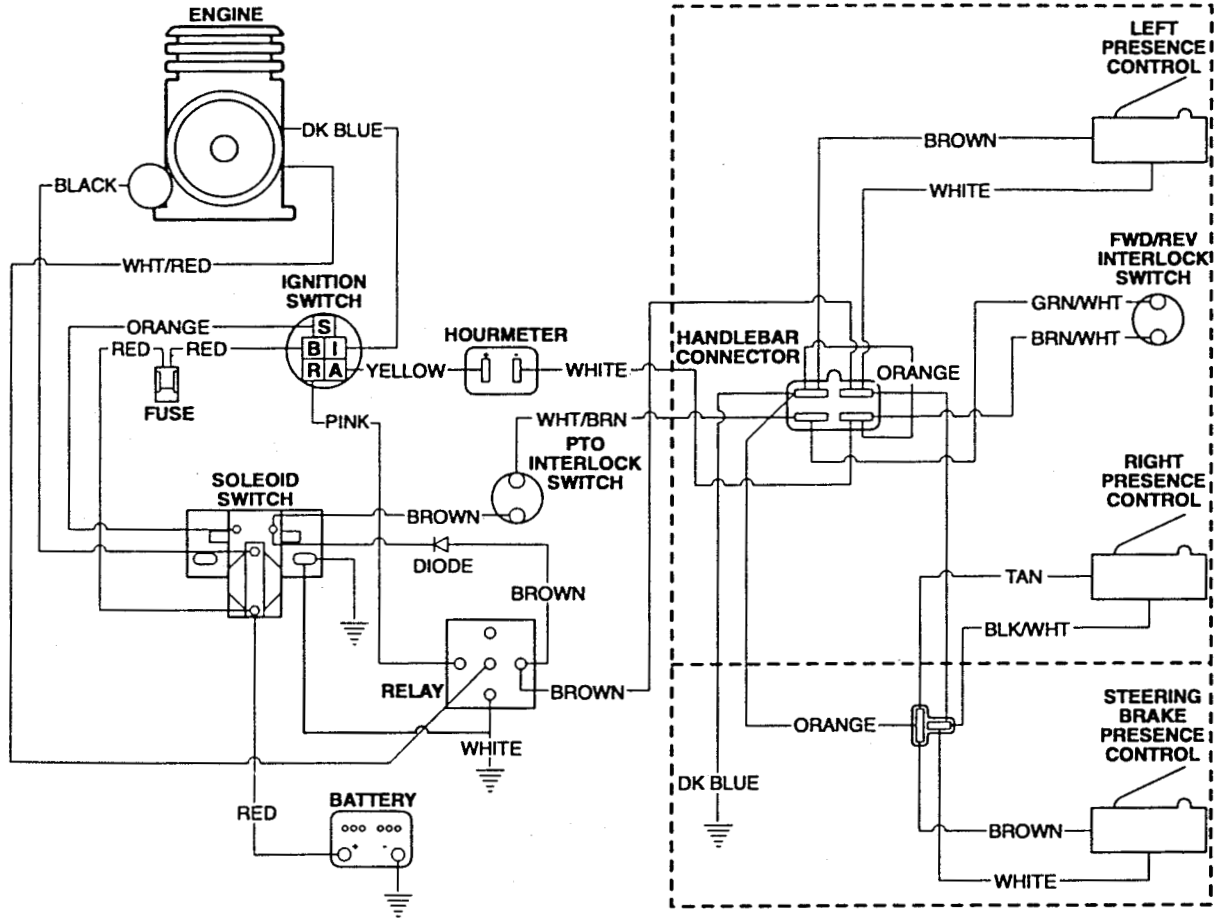 ENGINE
DK BLUE
BLACK
WHT/RED
IGNITION
SWITCH
ORANGE
S
RED
RED
B I
R A
FUSE
YELLOW
HOURMETER
+ -
WHITE
PINK
WHT/BRN
PTO
INTERLOCK
SWITCH
SOLEOID
SWITCH
BROWN
DIODE
BROWN
RELAY
BROWN
WHITE
RED
BATTERY
+ -
LEFT
PRESENCE
CONTROL
BROWN
WHITE
FWD/REV
INTERLOCK
SWITCH
GRN/WHT
BRN/WHT
HANDLEBAR
CONNECTOR
ORANGE
RIGHT
PRESENCE
CONTROL
TAN
BLK/WHT
STEERING
BRAKE
PRESENCE
CONTROL
ORANGE
DK BLUE
BROWN
WHITE